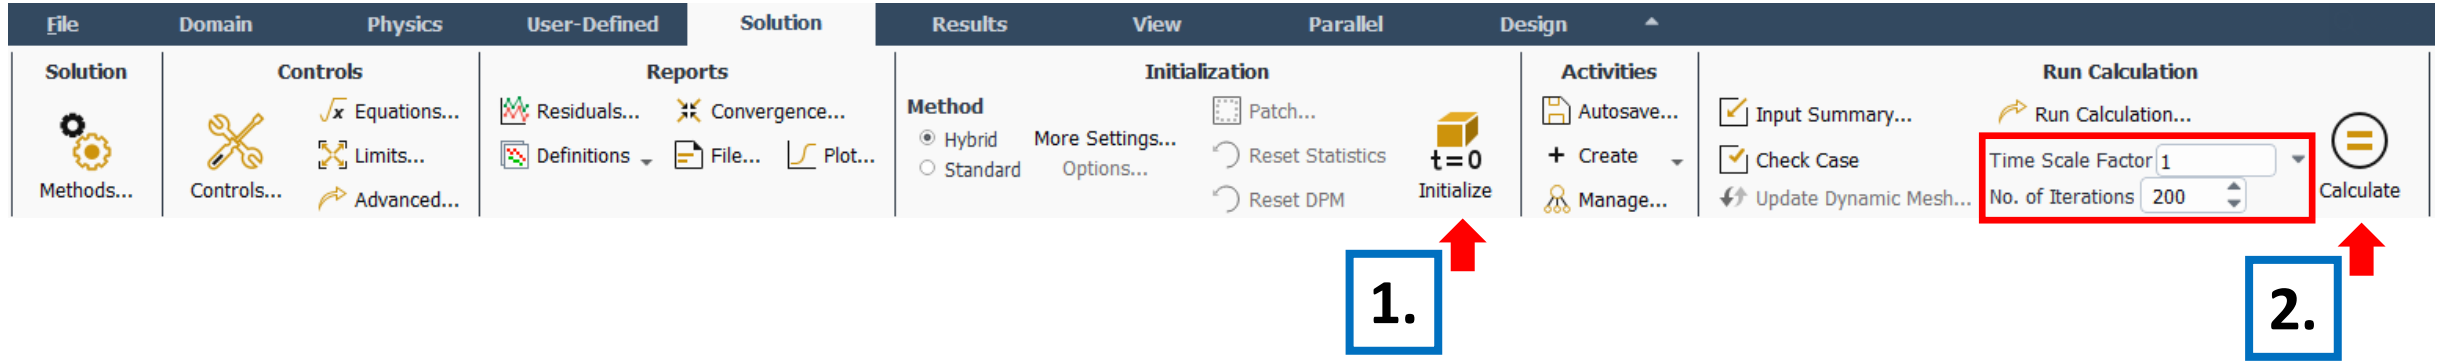 File Domain Physics User-Defined Solution Results View Parallel Design
Solution
Methods...
Controls
Controls...
Equations...
Limits...
Advanced...
Reports
Residuals... Convergence...
Definitions File... Plot...
Initialization
Method
Hybrid
Standard
More Settings...
Options...
Patch...
Reset Statistics
Reset DPM
t=0
Initialize
Activities
Autosave...
Create
Manage...
Run Calculation
Input Summary...
Check Case
Update Dynamic Mesh...
Run Calculation...
Time Scale Factor 1
No. of Iterations 200
Calculate
1.
2.